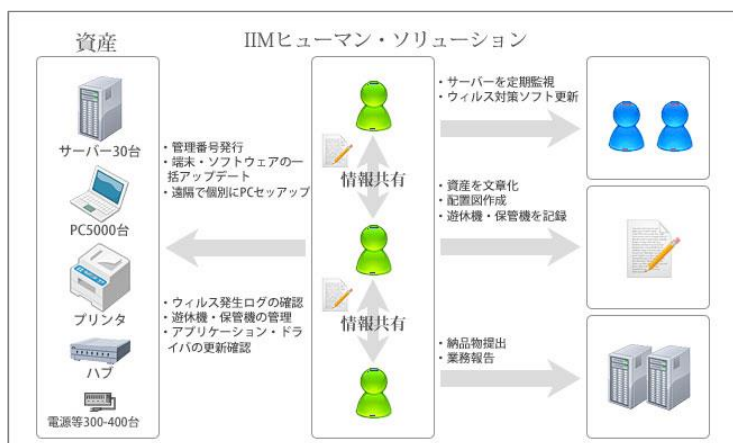 資産
IIMヒューマン・ソリューション
サーバー30台
PC5000台
プリンタ
ハブ
電源等300-400台
・管理番号発行
・端末・ソフトウェアの一
括アップデート
・遠隔で個別にPCセッアップ
・ウィルス発生ログの確認
・遊休機・保管機の管理
・アプリケーション・ドラ
イバの更新確認
情報共有
情報共有
・サーバーを定期監視
・ウィルス対策ソフト更新
・資産を文章化
・配置図作成
・遊休機・保管機を記録
・納品物提出
・業務報告